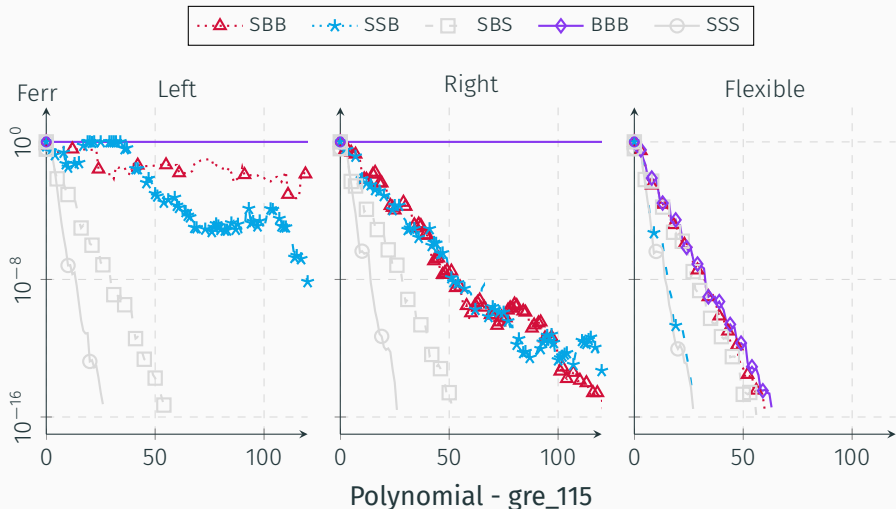 SBB SSB SBS BBB SSS
Ferr Left Right Flexible
10^0
10^-8
10^-16
0 50 100 0 50 100 0 50 100
Polynomial - gre_115